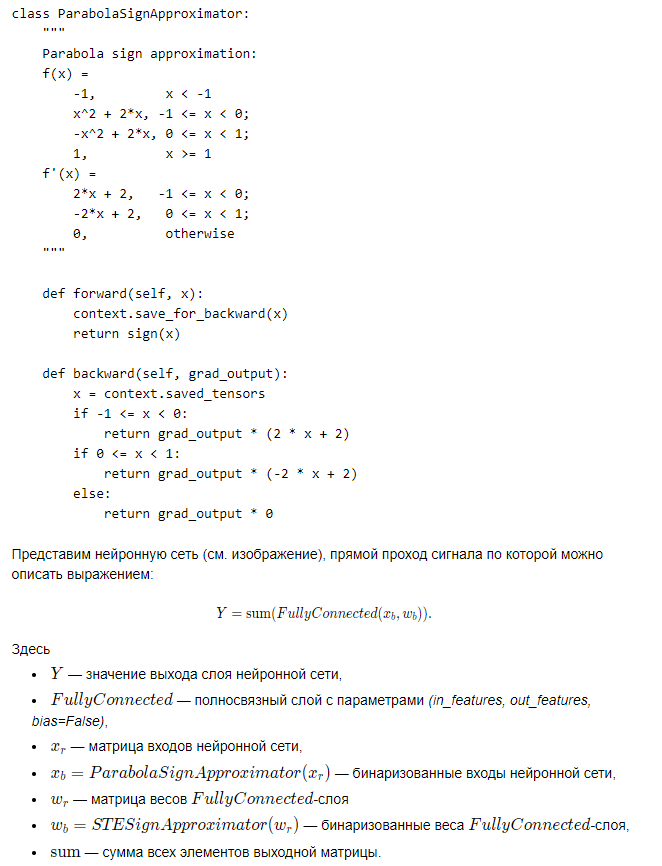 class ParabolaSignApproximator:
    """
    Parabola sign approximation:
    f(x) =
        -1,         x < -1
        x^2 + 2*x, -1 <= x < 0;
        -x^2 + 2*x, 0 <= x < 1;
        1,          x >= 1
    f'(x) =
        2*x + 2,   -1 <= x < 0;
        -2*x + 2,   0 <= x < 1;
        0,          otherwise
    """

    def forward(self, x):
        context.save_for_backward(x)
        return sign(x)

    def backward(self, grad_output):
        x = context.saved_tensors
        if -1 <= x < 0:
            return grad_output * (2 * x + 2)
        if 0 <= x < 1:
            return grad_output * (-2 * x + 2)
        else:
            return grad_output * 0

Представим нейронную сеть (см. изображение), прямой проход сигнала по которой можно
описать выражением:
Y = sum(FullyConnected(x_b, w_b)).
Здесь
• Y — значение выхода слоя нейронной сети,
• FullyConnected — полносвязный слой с параметрами (in_features, out_features,
bias=False),
• x_r — матрица входов нейронной сети,
• x_b = ParabolaSignApproximator(x_r) — бинаризованные входы нейронной сети,
• w_r — матрица весов FullyConnected-слоя
• w_b = STESignApproximator(w_r) — бинаризованные веса FullyConnected-слоя,
• sum — сумма всех элементов выходной матрицы.